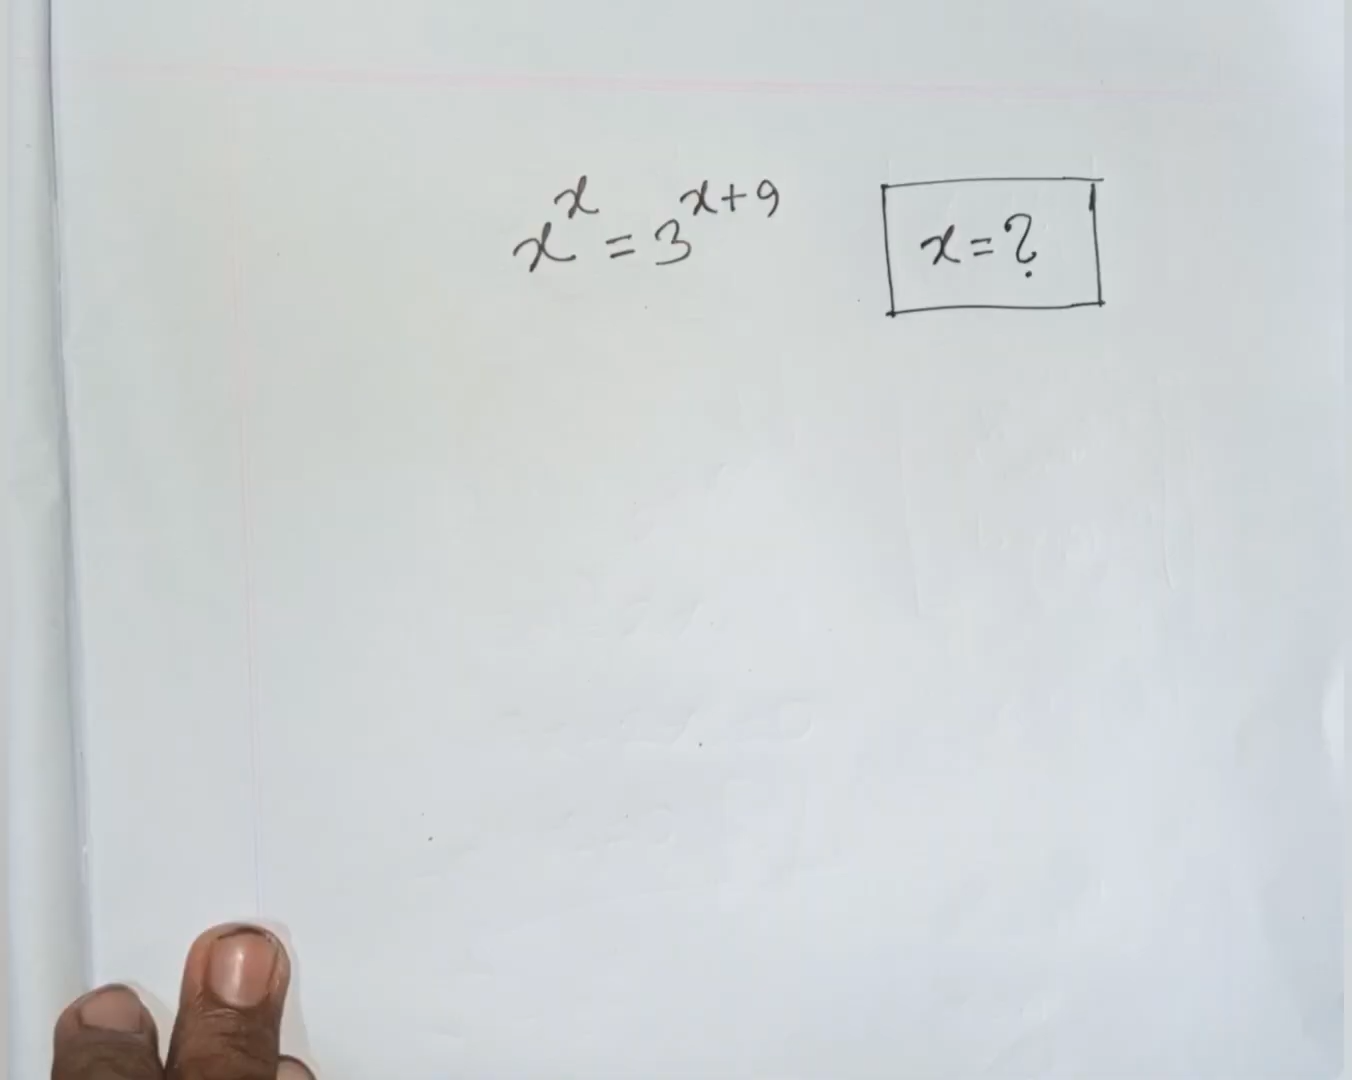 x^x = 3^{x+9}
x = ?